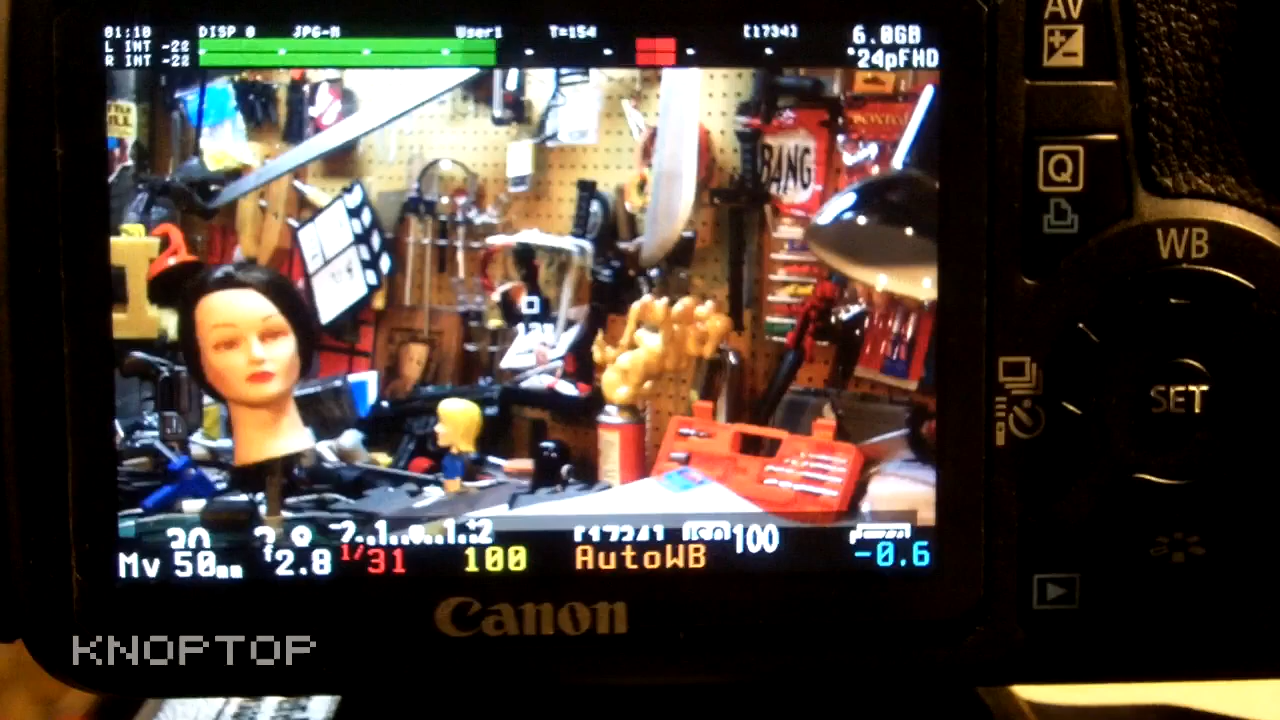 01:10 DISP 0 JPG-N User1 T=154 [1734] 6.0GB
L INT -22
R INT -22
24pFHD
BANG
Mv 50mm f2.8 1/31 100 AutoWB -0.6
100
Canon
KNOPTOP
AV
Q
WB
SET